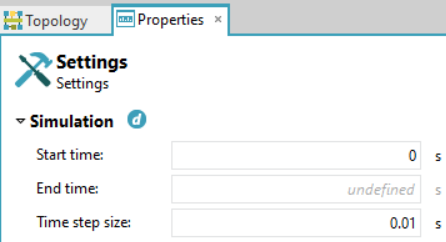 Topology Properties ×
Settings
Settings
Simulation d
Start time: 0 s
End time: undefined s
Time step size: 0.01 s